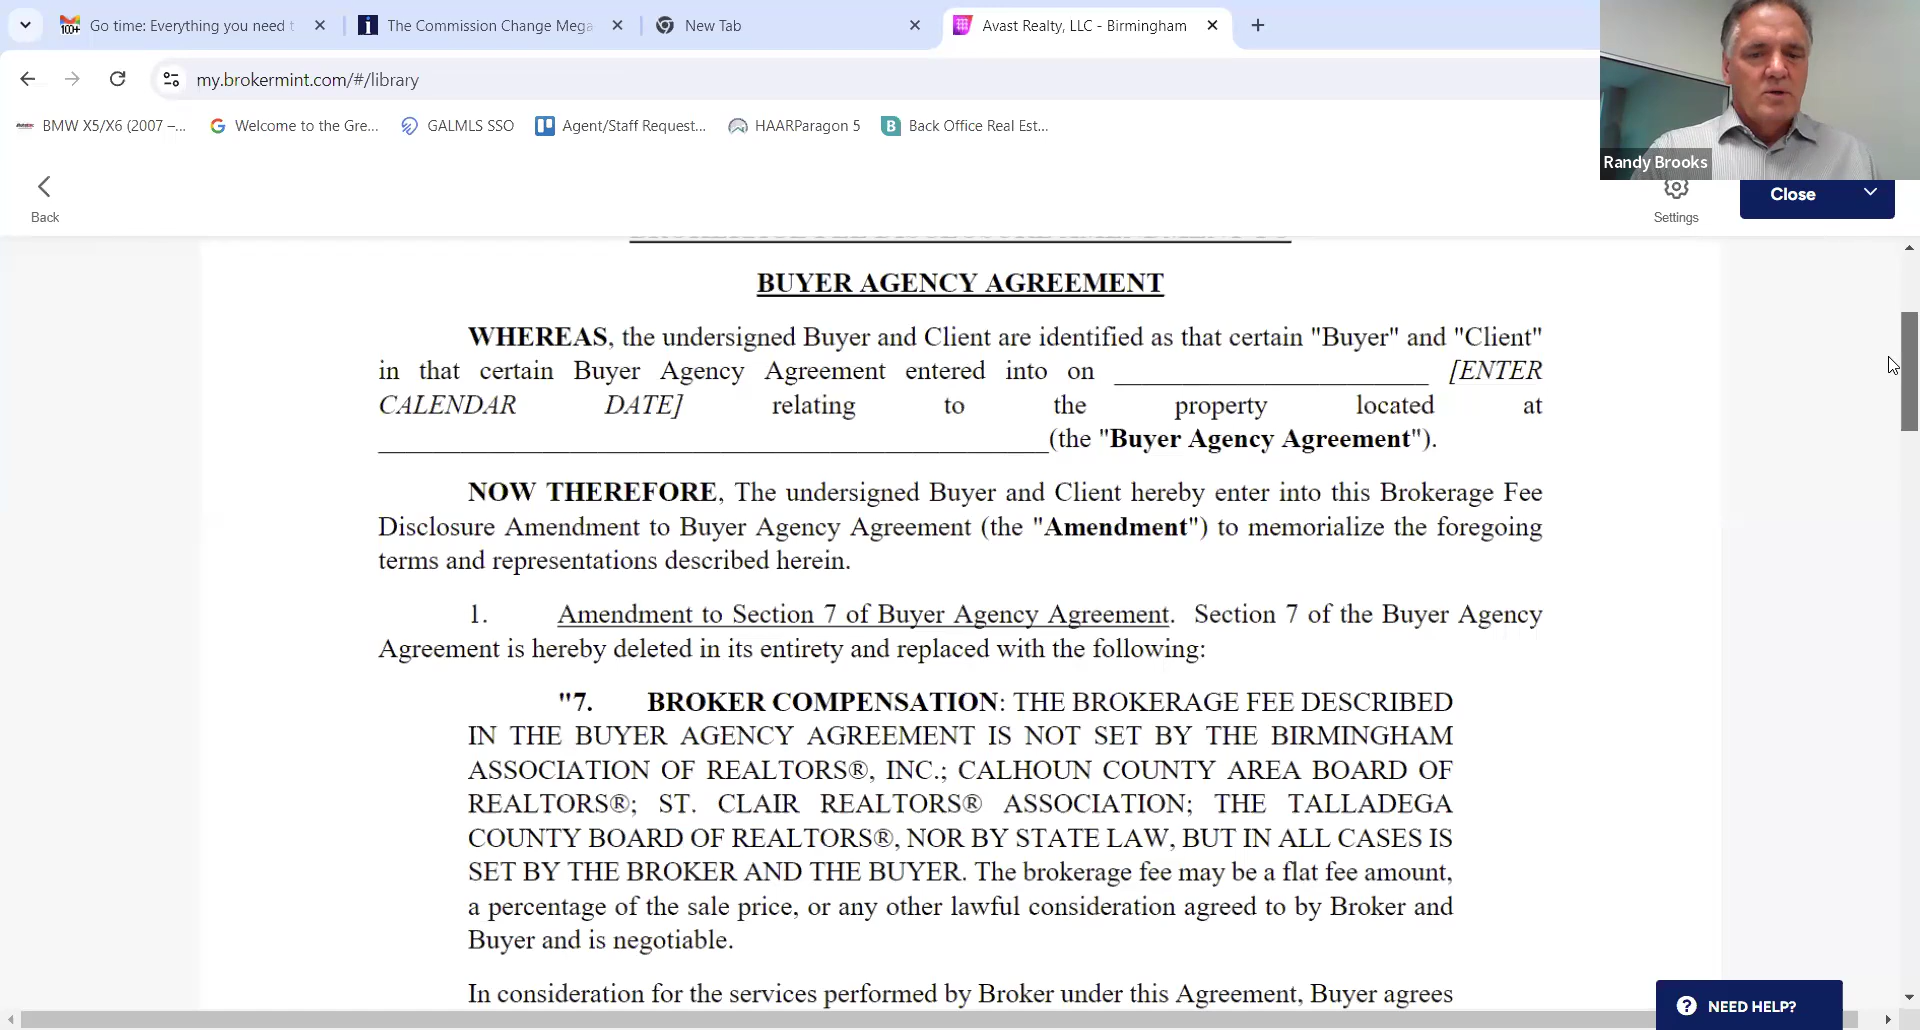 Go time: Everything you need t
The Commission Change Mega
New Tab
Avast Realty, LLC - Birmingham
my.brokermint.com/#/library
BMW X5/X6 (2007 –...
Welcome to the Gre...
GALMLS SSO
Agent/Staff Request...
HAARParagon 5
Back Office Real Est...
Randy Brooks
Back
Settings
Close
BUYER AGENCY AGREEMENT
WHEREAS, the undersigned Buyer and Client are identified as that certain "Buyer" and "Client"
in that certain Buyer Agency Agreement entered into on _______________________ [ENTER
CALENDAR DATE] relating to the property located at
_________________________________________________(the "Buyer Agency Agreement").
NOW THEREFORE, The undersigned Buyer and Client hereby enter into this Brokerage Fee
Disclosure Amendment to Buyer Agency Agreement (the "Amendment") to memorialize the foregoing
terms and representations described herein.
1. Amendment to Section 7 of Buyer Agency Agreement. Section 7 of the Buyer Agency
Agreement is hereby deleted in its entirety and replaced with the following:
"7. BROKER COMPENSATION: THE BROKERAGE FEE DESCRIBED
IN THE BUYER AGENCY AGREEMENT IS NOT SET BY THE BIRMINGHAM
ASSOCIATION OF REALTORS®, INC.; CALHOUN COUNTY AREA BOARD OF
REALTORS®; ST. CLAIR REALTORS® ASSOCIATION; THE TALLADEGA
COUNTY BOARD OF REALTORS®, NOR BY STATE LAW, BUT IN ALL CASES IS
SET BY THE BROKER AND THE BUYER. The brokerage fee may be a flat fee amount,
a percentage of the sale price, or any other lawful consideration agreed to by Broker and
Buyer and is negotiable.
In consideration for the services performed by Broker under this Agreement, Buyer agrees
NEED HELP?